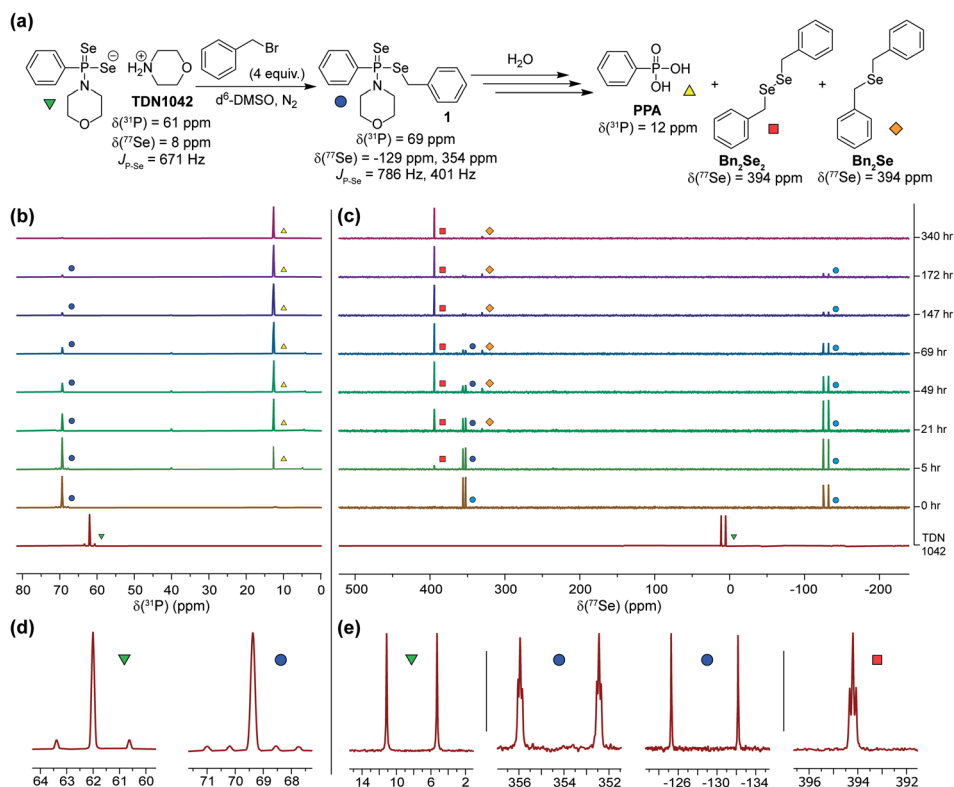 (a)
Se
Se
⊖
P
N
O
H₂N
+
O
TDN1042
δ(³¹P) = 61 ppm
δ(⁷⁷Se) = 8 ppm
J P-Se = 671 Hz
Br
(4 equiv.)
d⁶-DMSO, N₂
Se
Se
P
N
O
1
δ(³¹P) = 69 ppm
δ(⁷⁷Se) = -129 ppm, 354 ppm
J P-Se = 786 Hz, 401 Hz
H₂O
O
P
OH
OH
PPA
δ(³¹P) = 12 ppm
+
Se
Se
Bn₂Se₂
δ(⁷⁷Se) = 394 ppm
+
Se
Bn₂Se
δ(⁷⁷Se) = 394 ppm
(b)
80 70 60 50 40 30 20 10 0
δ(³¹P) (ppm)
(c)
340 hr
172 hr
147 hr
69 hr
49 hr
21 hr
5 hr
0 hr
TDN
1042
500 400 300 200 100 0 -100 -200
δ(⁷⁷Se) (ppm)
(d)
64 63 62 61 60
71 70 69 68
(e)
14 10 6 2
356 354 352
-126 -130 -134
396 394 392